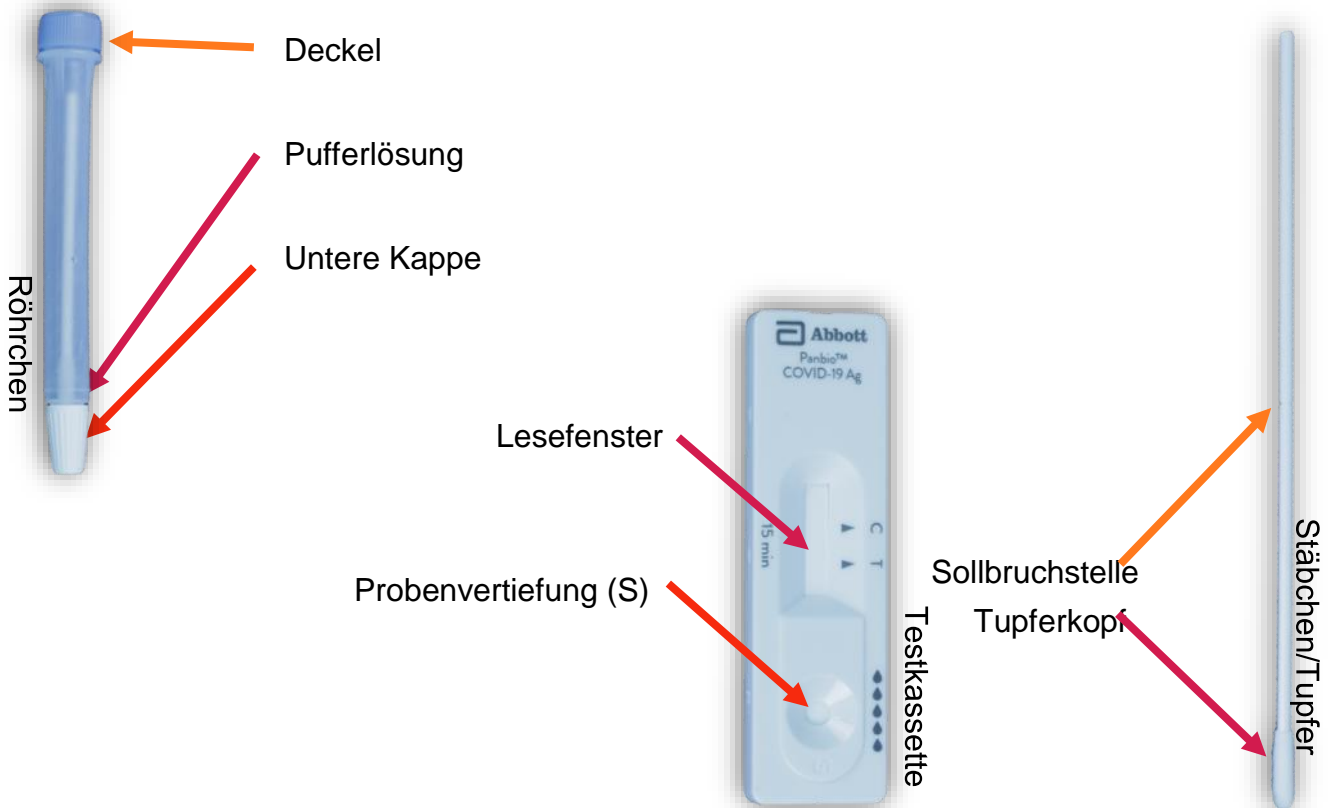 Deckel
Pufferlösung
Untere Kappe
Röhrchen
Abbott
Panbio™
COVID-19 Ag
Lesefenster
C
T
15 min
Probenvertiefung (S)
Testkassette
Sollbruchstelle
Tupferkopf
Stäbchen/Tupfer
S